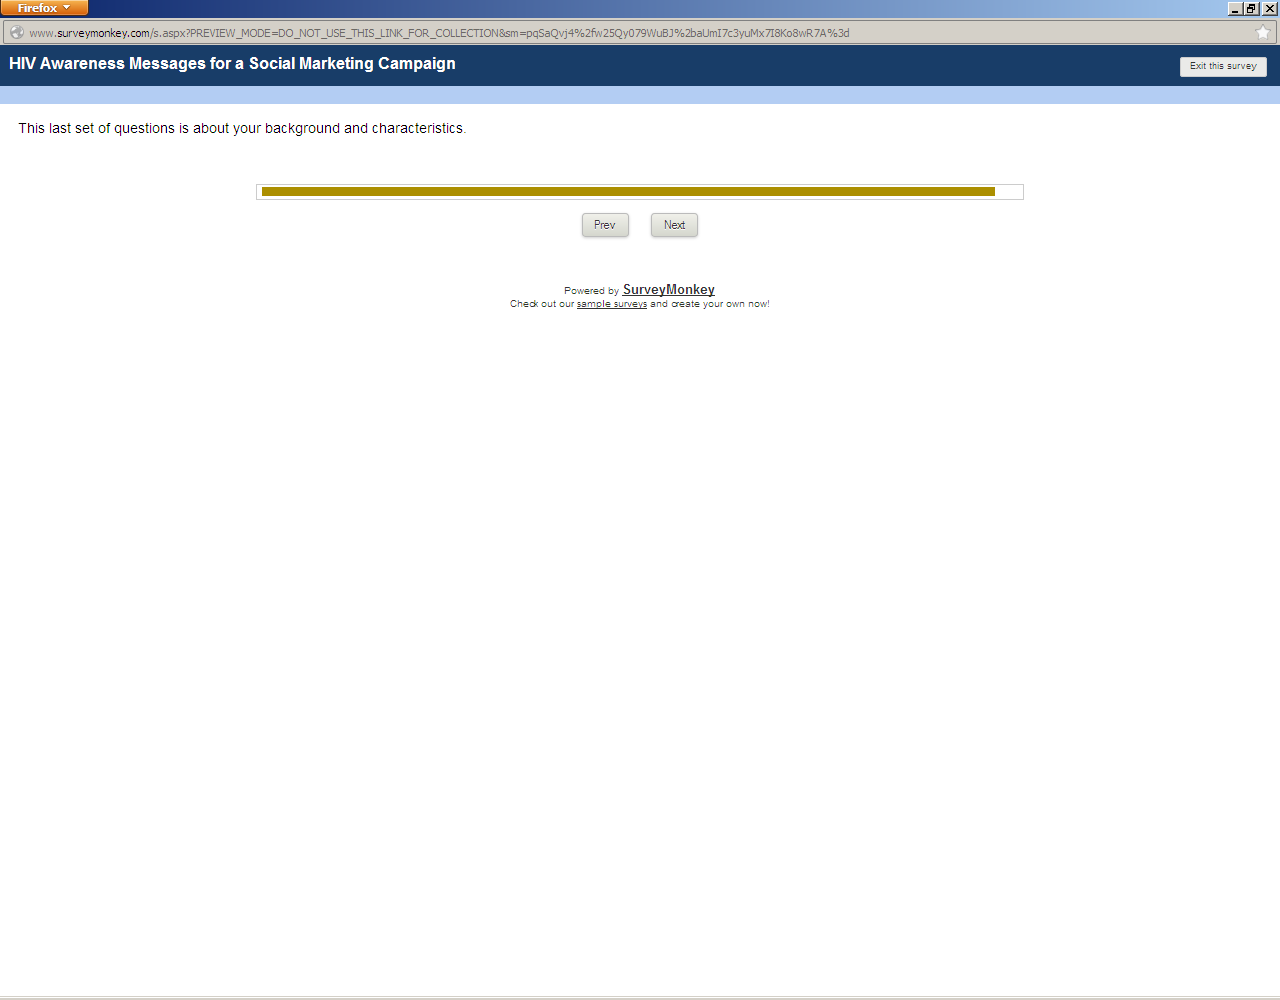 Firefox
www.surveymonkey.com/s.aspx?PREVIEW_MODE=DO_NOT_USE_THIS_LINK_FOR_COLLECTION&sm=pqSaQvj4%2fw25Qy079WuBJ%2baUmI7c3yuMx7I8Ko8wR7A%3d
HIV Awareness Messages for a Social Marketing Campaign
Exit this survey
This last set of questions is about your background and characteristics.
Prev Next
Powered by SurveyMonkey
Check out our sample surveys and create your own now!